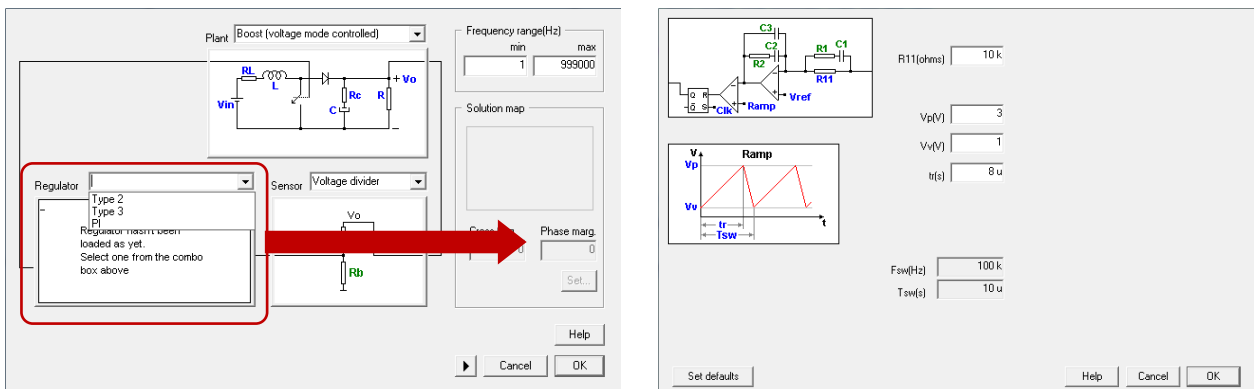 Plant Boost (voltage mode controlled)
RL
L
Vin
Rc
C
R
+ Vo
Frequency range(Hz)
min max
1 999000
Solution map
Regulator
Type 2
Type 3
PI
Regulator hasn't been
loaded as yet.
Select one from the combo
box above
Sensor Voltage divider
Vo
Rb
Phase marg.
0 0
Set...
Help
Cancel OK
C3
C2
R2
R1 C1
R11
Vref
Ramp
Clk
Q R
Q S
R11(ohms) 10 k
Vp(V) 3
Vv(V) 1
tr(s) 8 u
V Ramp
Vp
Vv
tr
Tsw
t
Fsw(Hz) 100 k
Tsw(s) 10 u
Set defaults Help Cancel OK